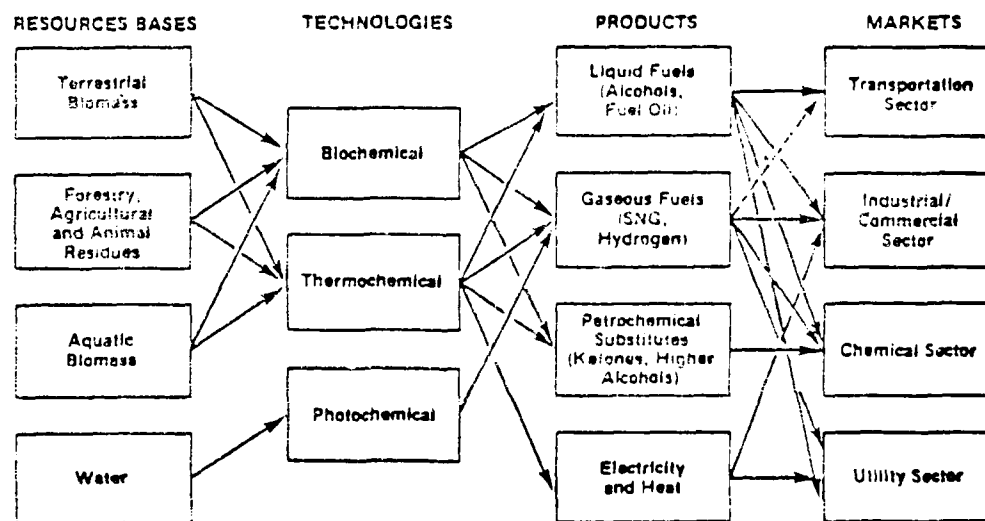 RESOURCES BASES
TECHNOLOGIES
PRODUCTS
MARKETS
Terrestrial
Biomass
Forestry,
Agricultural
and Animal
Residues
Aquatic
Biomass
Water
Biochemical
Thermochemical
Photochemical
Liquid Fuels
(Alcohols,
Fuel Oil)
Gaseous Fuels
(SNG,
Hydrogen)
Petrochemical
Substitutes
(Ketones, Higher
Alcohols)
Electricity
and Heat
Transportation
Sector
Industrial/
Commercial
Sector
Chemical Sector
Utility Sector